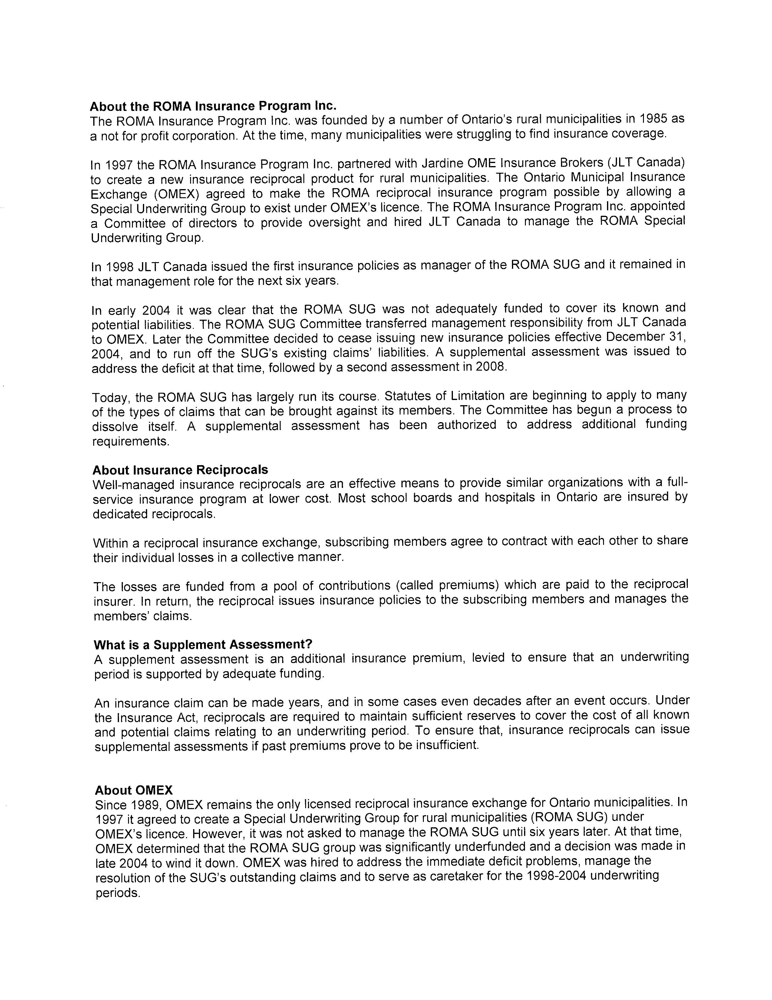 About the ROMA Insurance Program Inc.
The ROMA Insurance Program Inc. was founded by a number of Ontario's rural municipalities in 1985 as
a not for profit corporation. At the time, many municipalities were struggling to find insurance coverage.
In 1997 the ROMA Insurance Program Inc. partnered with Jardine OME Insurance Brokers (JLT Canada)
to create a new insurance reciprocal product for rural municipalities. The Ontario Municipal Insurance
Exchange (OMEX) agreed to make the ROMA reciprocal insurance program possible by allowing a
Special Underwriting Group to exist under OMEX's licence. The ROMA Insurance Program Inc. appointed
a Committee of directors to provide oversight and hired JLT Canada to manage the ROMA Special
Underwriting Group.
In 1998 JLT Canada issued the first insurance policies as manager of the ROMA SUG and it remained in
that management role for the next six years.
In early 2004 it was clear that the ROMA SUG was not adequately funded to cover its known and
potential liabilities. The ROMA SUG Committee transferred management responsibility from JLT Canada
to OMEX. Later the Committee decided to cease issuing new insurance policies effective December 31,
2004, and to run off the SUG's existing claims' liabilities. A supplemental assessment was issued to
address the deficit at that time, followed by a second assessment in 2008.
Today, the ROMA SUG has largely run its course. Statutes of Limitation are beginning to apply to many
of the types of claims that can be brought against its members. The Committee has begun a process to
dissolve itself. A supplemental assessment has been authorized to address additional funding
requirements.
About Insurance Reciprocals
Well-managed insurance reciprocals are an effective means to provide similar organizations with a full-
service insurance program at lower cost. Most school boards and hospitals in Ontario are insured by
dedicated reciprocals.
Within a reciprocal insurance exchange, subscribing members agree to contract with each other to share
their individual losses in a collective manner.
The losses are funded from a pool of contributions (called premiums) which are paid to the reciprocal
insurer. In return, the reciprocal issues insurance policies to the subscribing members and manages the
members' claims.
What is a Supplement Assessment?
A supplement assessment is an additional insurance premium, levied to ensure that an underwriting
period is supported by adequate funding.
An insurance claim can be made years, and in some cases even decades after an event occurs. Under
the Insurance Act, reciprocals are required to maintain sufficient reserves to cover the cost of all known
and potential claims relating to an underwriting period. To ensure that, insurance reciprocals can issue
supplemental assessments if past premiums prove to be insufficient.
About OMEX
Since 1989, OMEX remains the only licensed reciprocal insurance exchange for Ontario municipalities. In
1997 it agreed to create a Special Underwriting Group for rural municipalities (ROMA SUG) under
OMEX's licence. However, it was not asked to manage the ROMA SUG until six years later. At that time,
OMEX determined that the ROMA SUG group was significantly underfunded and a decision was made in
late 2004 to wind it down. OMEX was hired to address the immediate deficit problems, manage the
resolution of the SUG's outstanding claims and to serve as caretaker for the 1998-2004 underwriting
periods.